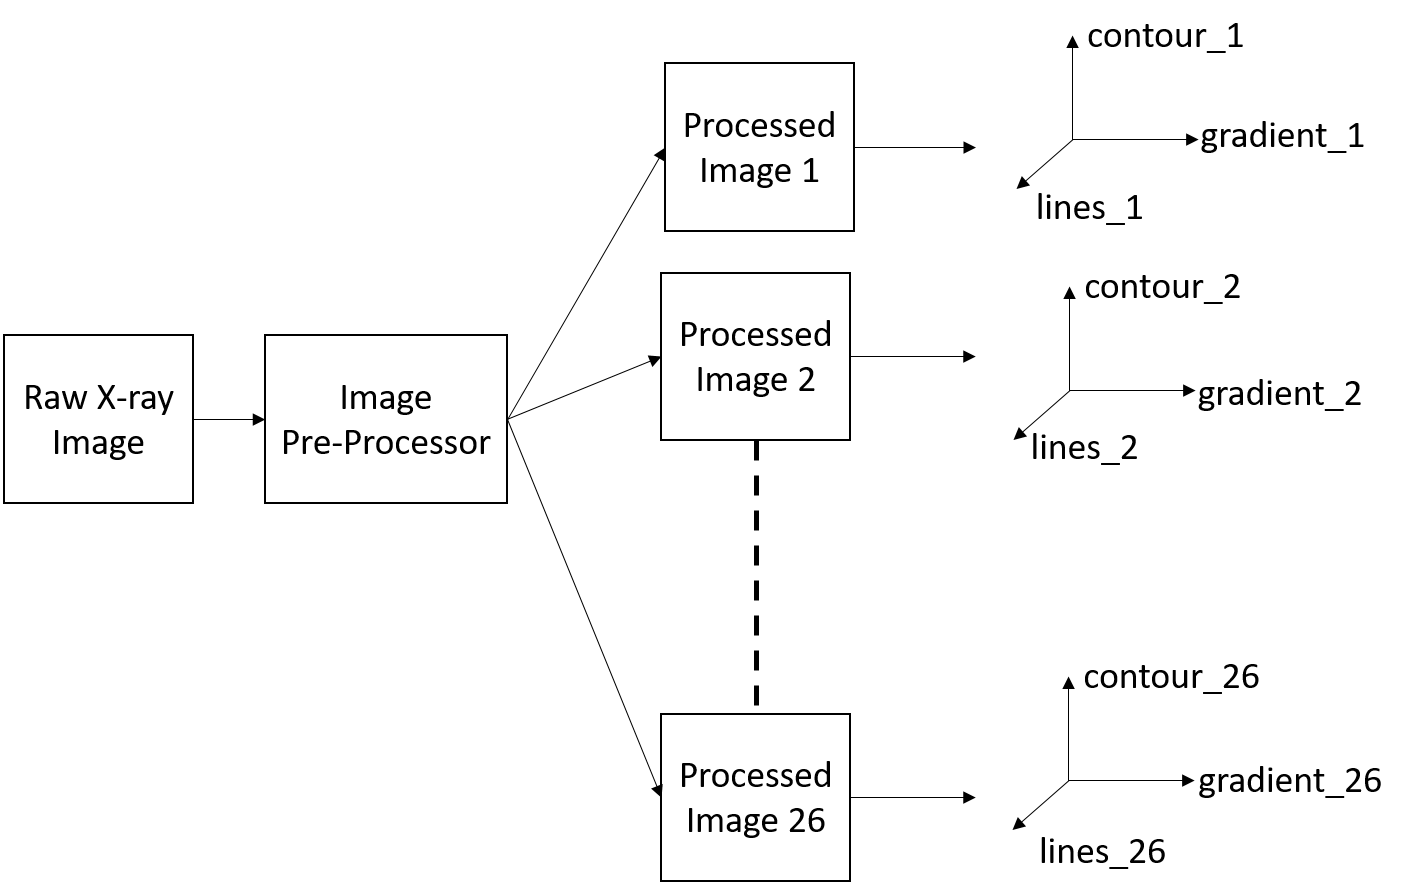 Raw X-ray
Image
Image
Pre-Processor
Processed
Image 1
contour_1
gradient_1
lines_1
Processed
Image 2
contour_2
gradient_2
lines_2
Processed
Image 26
contour_26
gradient_26
lines_26